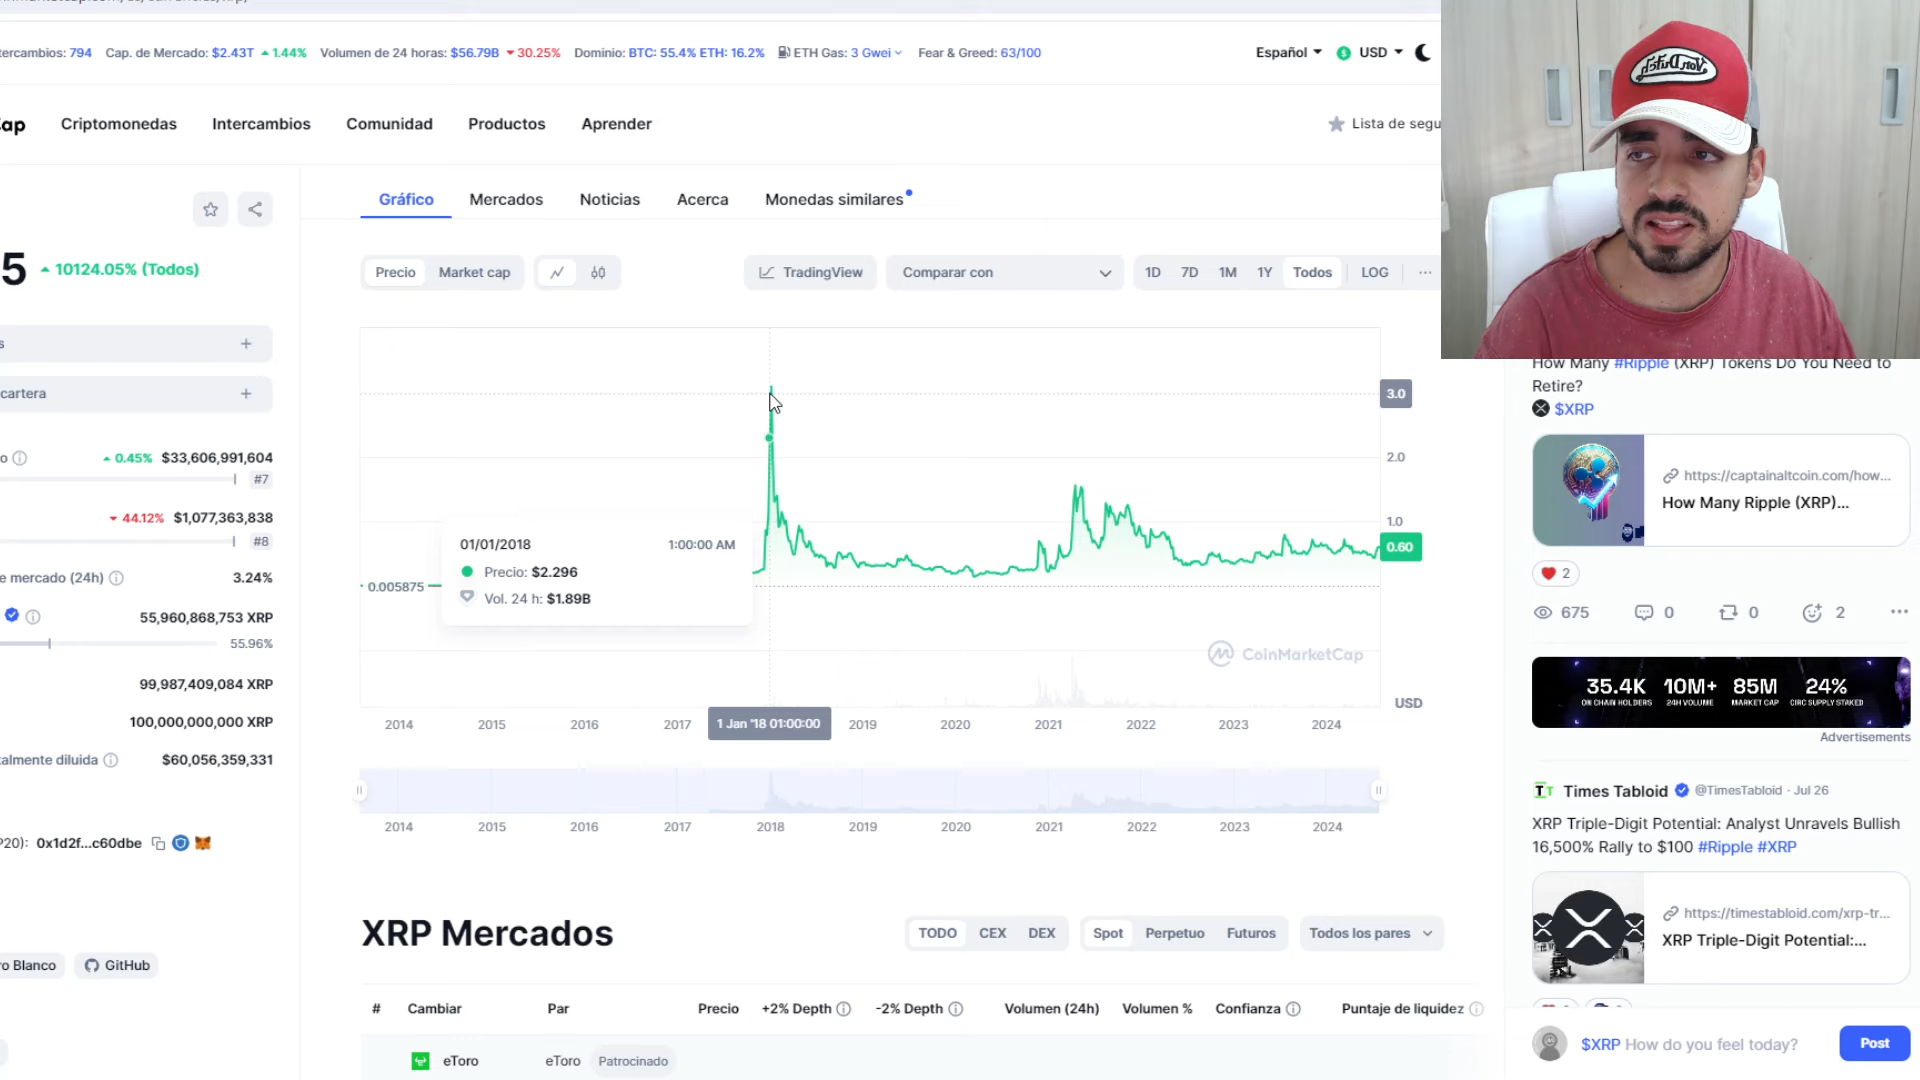 tercambios: 794 Cap. de Mercado: $2.43T 1.44% Volumen de 24 horas: $56.79B 30.25% Dominio: BTC: 55.4% ETH: 16.2% ETH Gas: 3 Gwei Fear & Greed: 63/100
Español USD
ap Criptomonedas Intercambios Comunidad Productos Aprender
Lista de segu
Von Dutch
Gráfico Mercados Noticias Acerca Monedas similares
5 10124.05% (Todos)
Precio Market cap
TradingView Comparar con 1D 7D 1M 1Y Todos LOG ...
s +
cartera +
o 0.45% $33,606,991,604
#7
44.12% $1,077,363,838
#8
e mercado (24h) 3.24%
55,960,868,753 XRP
55.96%
99,987,409,084 XRP
100,000,000,000 XRP
almente diluida $60,056,359,331
P20): 0x1d2f...c60dbe
ro Blanco GitHub
3.0
2.0
1.0
0.60
0.005875
01/01/2018 1:00:00 AM
Precio: $2.296
Vol. 24 h: $1.89B
CoinMarketCap
USD
2014 2015 2016 2017 1 Jan '18 01:00:00 2019 2020 2021 2022 2023 2024
2014 2015 2016 2017 2018 2019 2020 2021 2022 2023 2024
XRP Mercados
TODO CEX DEX Spot Perpetuo Futuros Todos los pares
# Cambiar Par Precio +2% Depth -2% Depth Volumen (24h) Volumen % Confianza Puntaje de liquidez
eToro eToro Patrocinado
How Many #Ripple (XRP) Tokens Do You Need to
Retire?
$XRP
https://captainaltcoin.com/how...
How Many Ripple (XRP)...
2
675 0 0 2 ...
35.4K 10M+ 85M 24%
ON CHAIN HOLDERS 24H VOLUME MARKET CAP CIRC SUPPLY STAKED
Advertisements
Times Tabloid @TimesTabloid · Jul 26
XRP Triple-Digit Potential: Analyst Unravels Bullish
16,500% Rally to $100 #Ripple #XRP
https://timestabloid.com/xrp-tr...
XRP Triple-Digit Potential:...
$XRP How do you feel today? Post